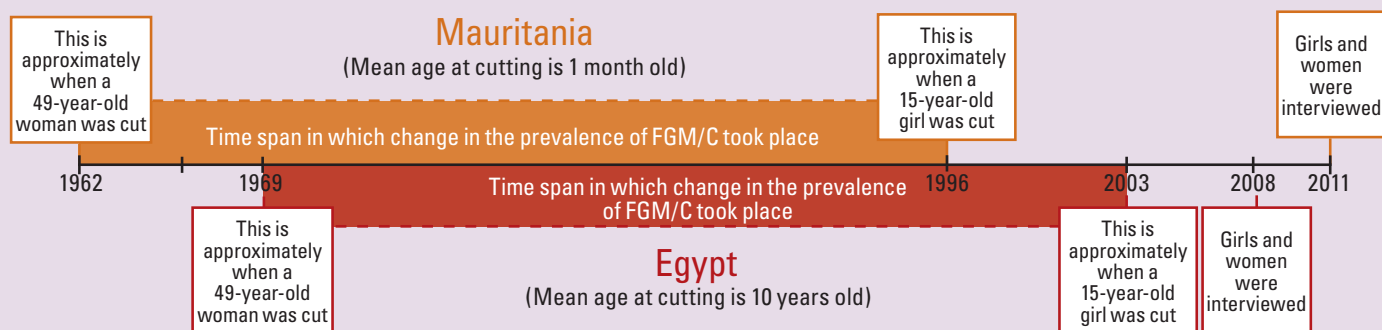 Mauritania
(Mean age at cutting is 1 month old)
This is
approximately
when a
49-year-old
woman was cut
This is
approximately
when a
15-year-old
girl was cut
Girls and
women
were
interviewed
Time span in which change in the prevalence of FGM/C took place
1962
1969
1996
2003
2008
2011
Time span in which change in the prevalence
of FGM/C took place
This is
approximately
when a
49-year-old
woman was cut
Egypt
(Mean age at cutting is 10 years old)
This is
approximately
when a
15-year-old
girl was cut
Girls and
women
were
interviewed